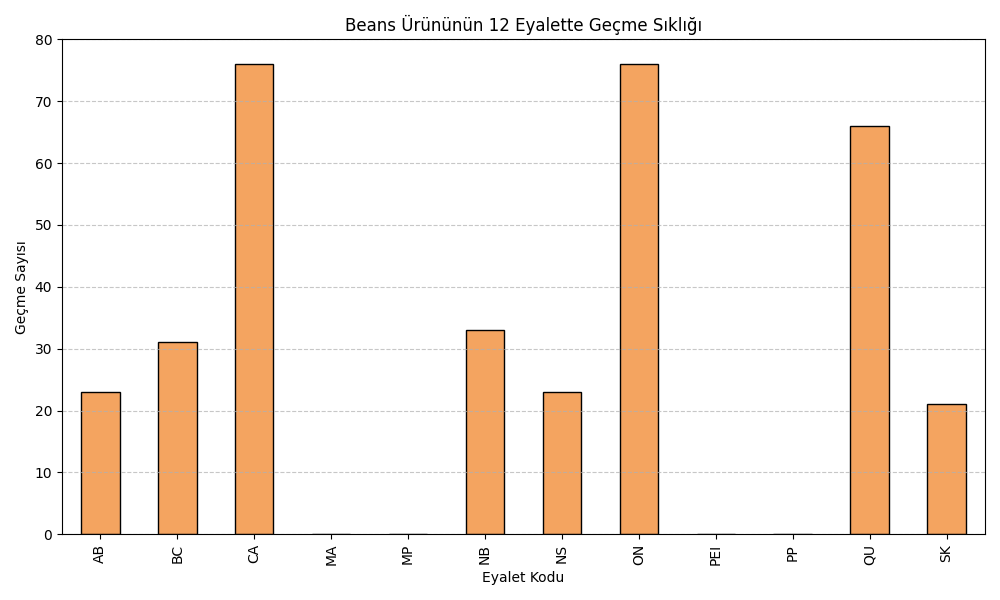 Beans Ürününün 12 Eyalette Geçme Sıklığı
Geçme Sayısı
80
70
60
50
40
30
20
10
0
AB BC CA MA MP NB NS ON PEI PP QU SK
Eyalet Kodu